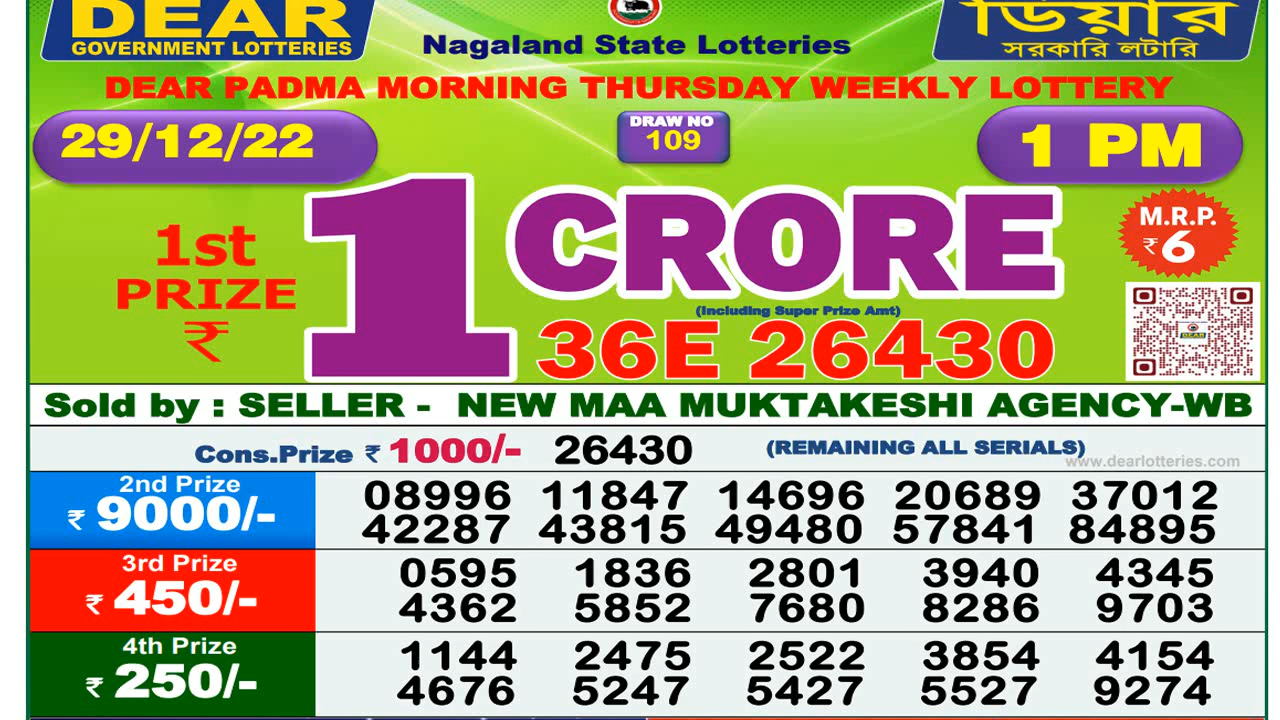 DEAR
GOVERNMENT LOTTERIES
Nagaland State Lotteries
ডিয়ার
সরকারি লটারি
DEAR PADMA MORNING THURSDAY WEEKLY LOTTERY
29/12/22
DRAW NO
109
1 PM
1st
PRIZE
₹
1 CRORE
(Including Super Prize Amt)
36E 26430
M.R.P.
₹ 6
DEAR
Sold by : SELLER - NEW MAA MUKTAKESHI AGENCY-WB
Cons.Prize ₹ 1000/- 26430 (REMAINING ALL SERIALS)
www.dearlotteries.com
2nd Prize
₹ 9000/-
08996 11847 14696 20689 37012
42287 43815 49480 57841 84895
3rd Prize
₹ 450/-
0595 1836 2801 3940 4345
4362 5852 7680 8286 9703
4th Prize
₹ 250/-
1144 2475 2522 3854 4154
4676 5247 5427 5527 9274